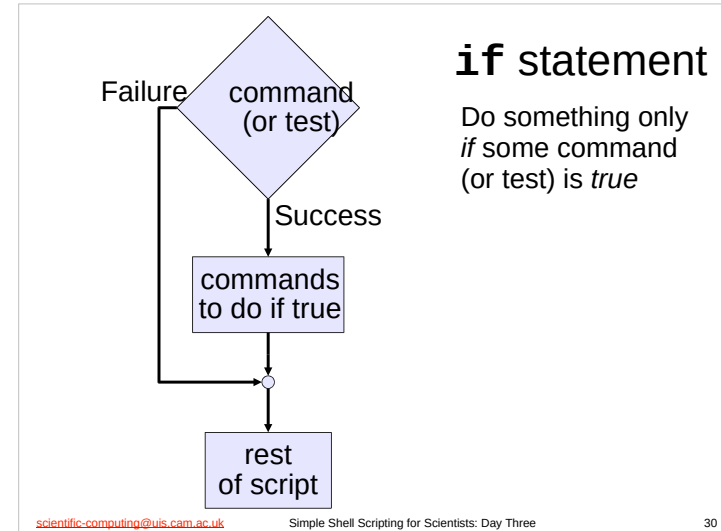 if statement
Do something only
if some command
(or test) is true
Failure
command
(or test)
Success
commands
to do if true
rest
of script
scientific-computing@uis.cam.ac.uk
Simple Shell Scripting for Scientists: Day Three
30